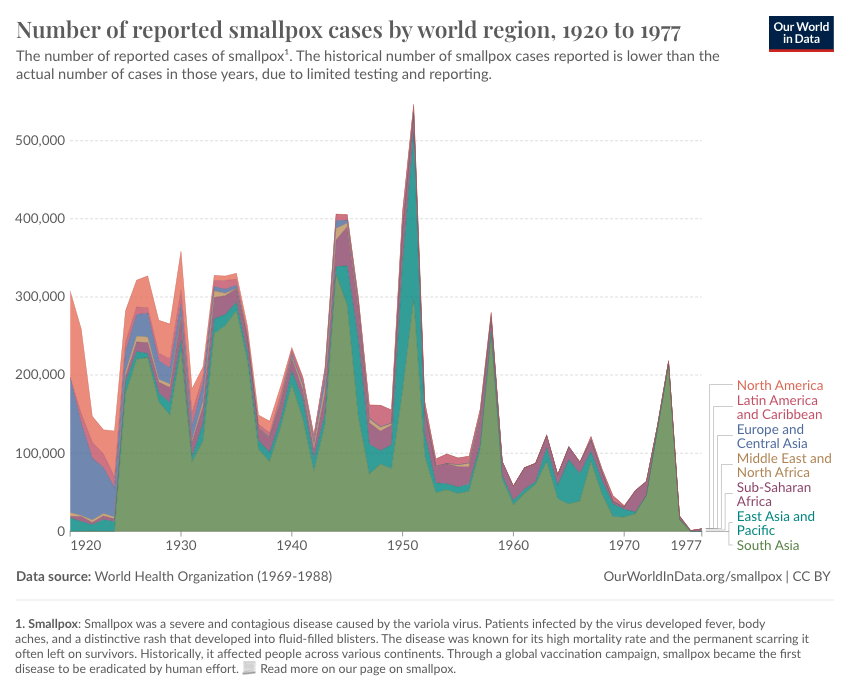 Number of reported smallpox cases by world region, 1920 to 1977
Our World
in Data
The number of reported cases of smallpox¹. The historical number of smallpox cases reported is lower than the
actual number of cases in those years, due to limited testing and reporting.
500,000
400,000
300,000
200,000
100,000
0
1920
1930
1940
1950
1960
1970
1977
North America
Latin America
and Caribbean
Europe and
Central Asia
Middle East and
North Africa
Sub-Saharan
Africa
East Asia and
Pacific
South Asia
Data source: World Health Organization (1969-1988)
OurWorldInData.org/smallpox | CC BY
1. Smallpox: Smallpox was a severe and contagious disease caused by the variola virus. Patients infected by the virus developed fever, body
aches, and a distinctive rash that developed into fluid-filled blisters. The disease was known for its high mortality rate and the permanent scarring it
often left on survivors. Historically, it affected people across various continents. Through a global vaccination campaign, smallpox became the first
disease to be eradicated by human effort. Read more on our page on smallpox.